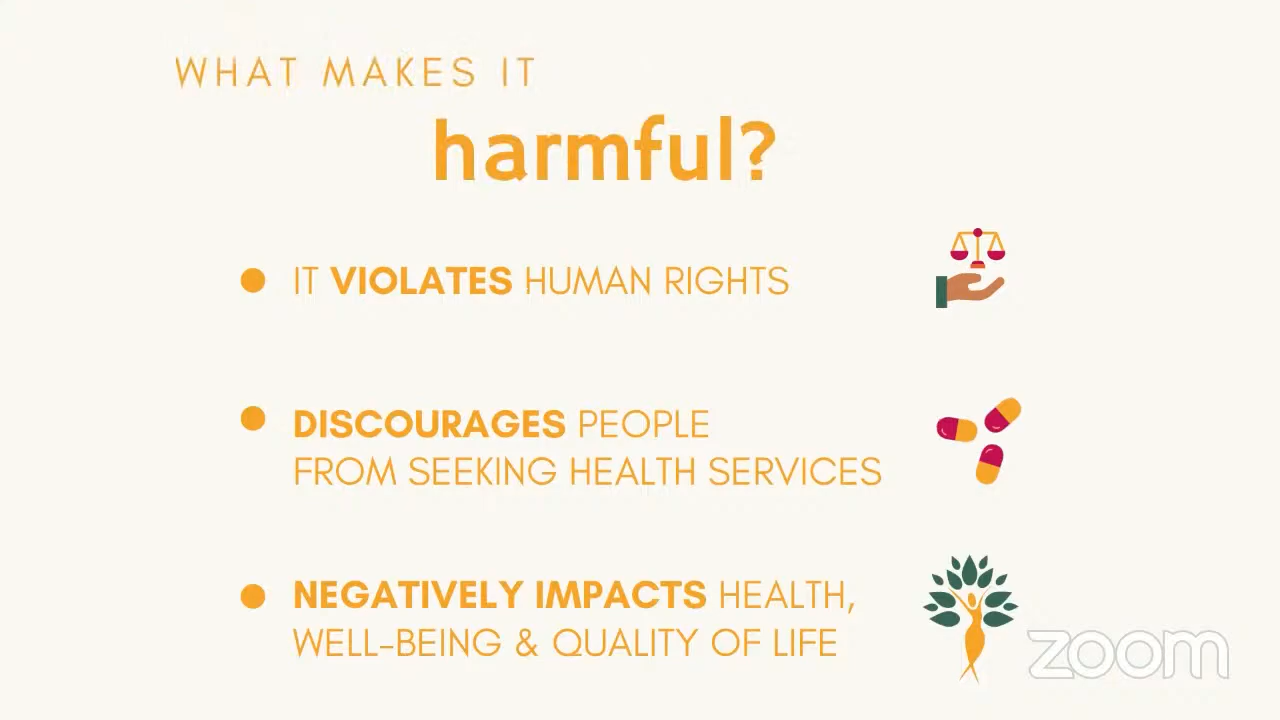 WHAT MAKES IT
harmful?
IT VIOLATES HUMAN RIGHTS
DISCOURAGES PEOPLE
FROM SEEKING HEALTH SERVICES
NEGATIVELY IMPACTS HEALTH,
WELL-BEING & QUALITY OF LIFE
zoom